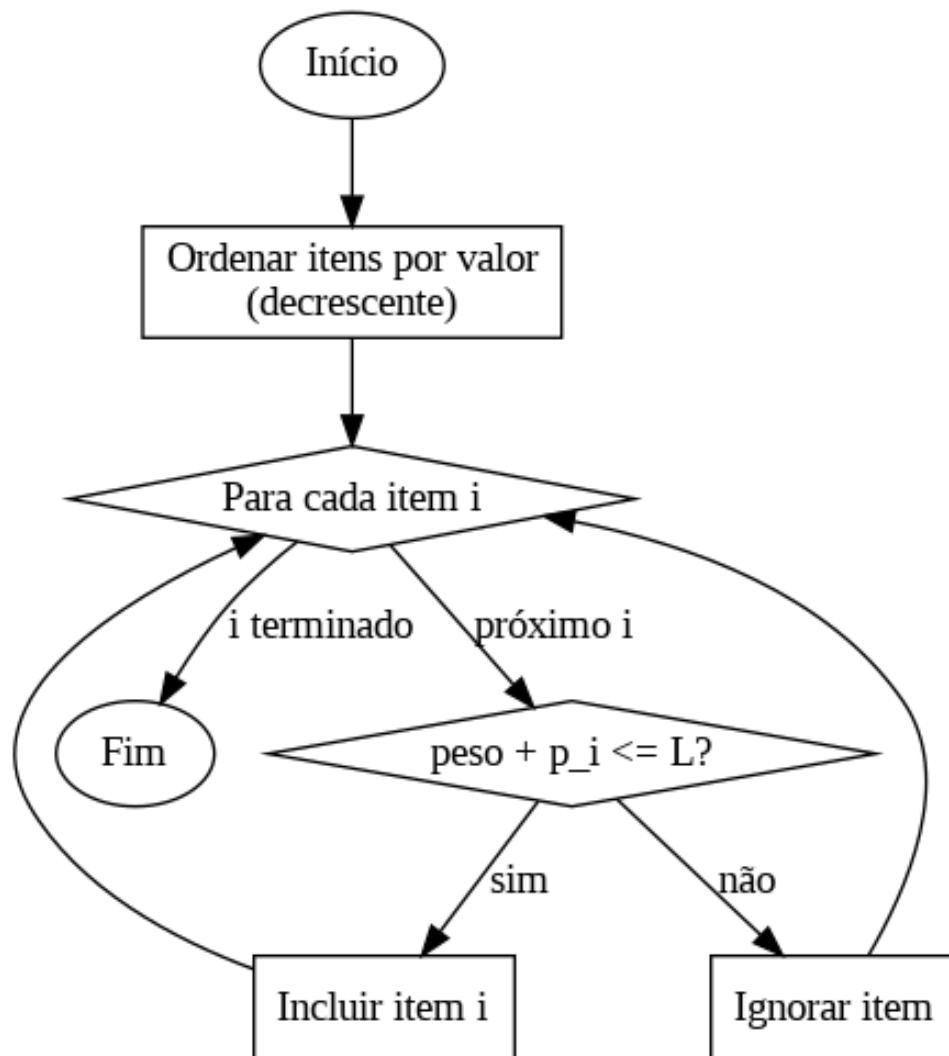 Início
Ordenar itens por valor
(decrescente)
Para cada item i
i terminado
próximo i
Fim
peso + p_i <= L?
sim
não
Incluir item i
Ignorar item